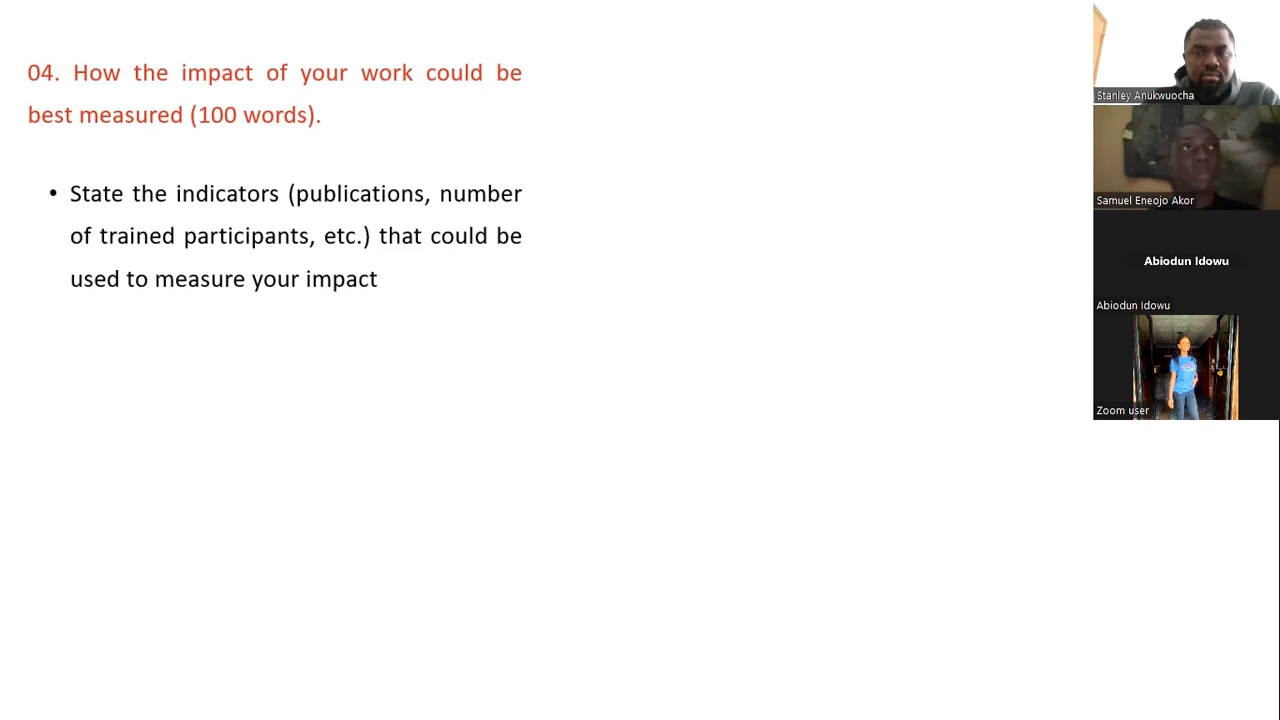 04. How the impact of your work could be
best measured (100 words).
• State the indicators (publications, number
of trained participants, etc.) that could be
used to measure your impact
Stanley Anukwuocha
Samuel Eneojo Akor
Abiodun Idowu
Abiodun Idowu
Zoom user